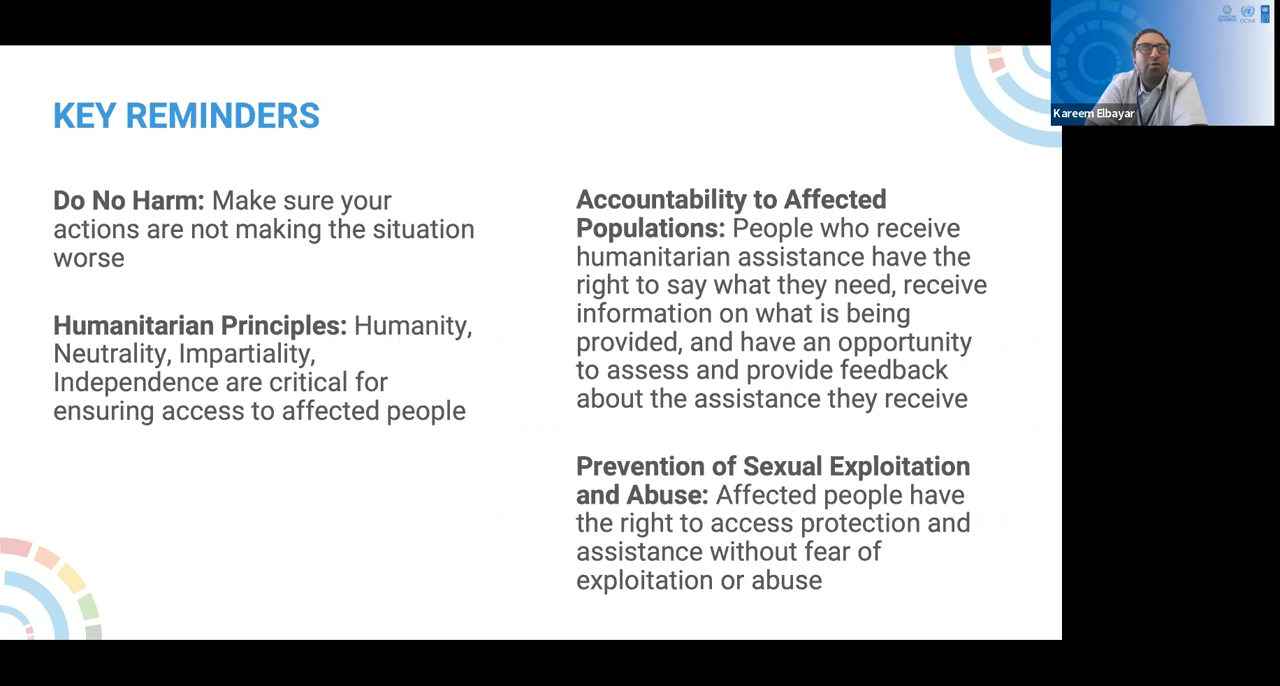 KEY REMINDERS
Do No Harm: Make sure your
actions are not making the situation
worse
Humanitarian Principles: Humanity,
Neutrality, Impartiality,
Independence are critical for
ensuring access to affected people
Accountability to Affected
Populations: People who receive
humanitarian assistance have the
right to say what they need, receive
information on what is being
provided, and have an opportunity
to assess and provide feedback
about the assistance they receive
Prevention of Sexual Exploitation
and Abuse: Affected people have
the right to access protection and
assistance without fear of
exploitation or abuse
OCHA
Kareem Elbayar